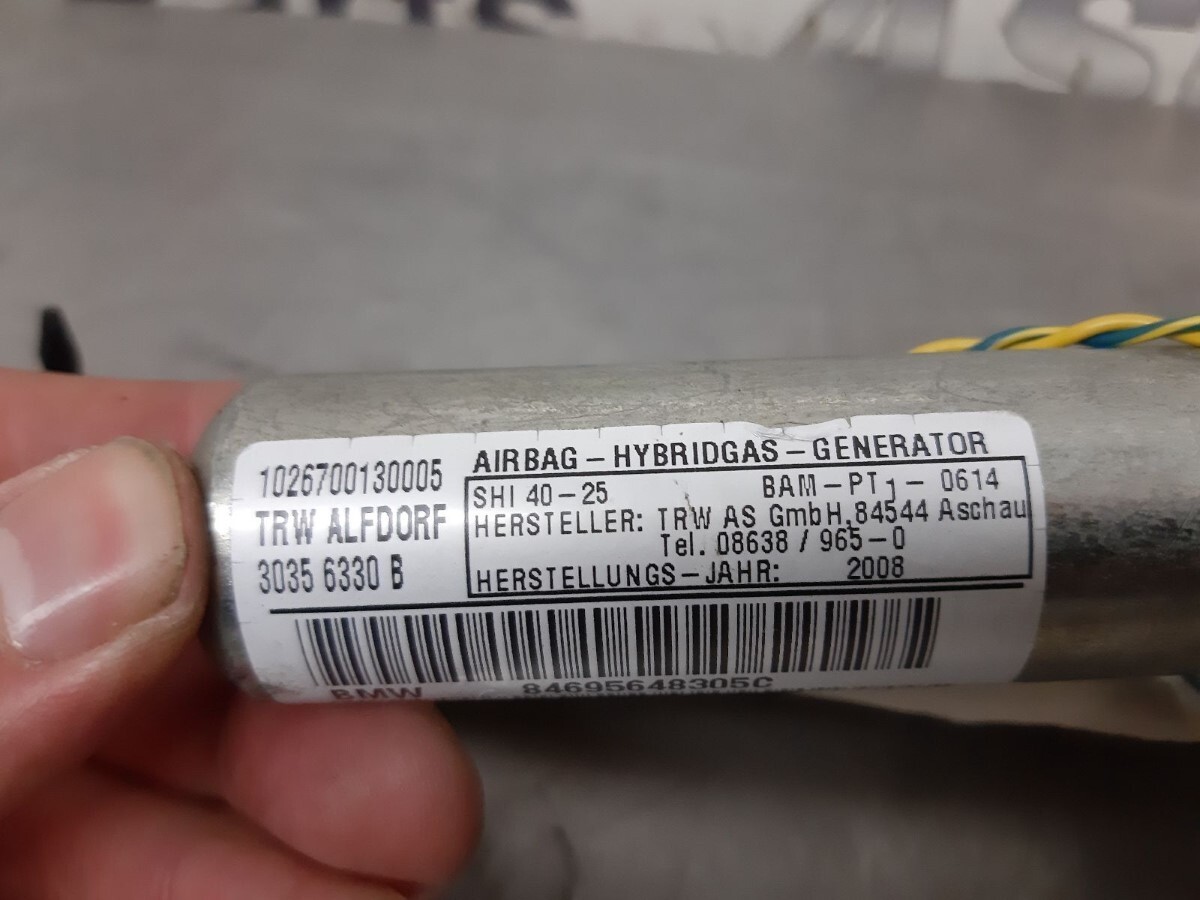 1026700130005
TRW ALFDORF
3035 6330 B
AIRBAG-HYBRIDGAS-GENERATOR
SHI 40-25 BAM-PT1- 0614
HERSTELLER: TRW AS GmbH,84544 Aschau
Tel. 08638 / 965-0
HERSTELLUNGS-JAHR: 2008
BMW 84695648305C